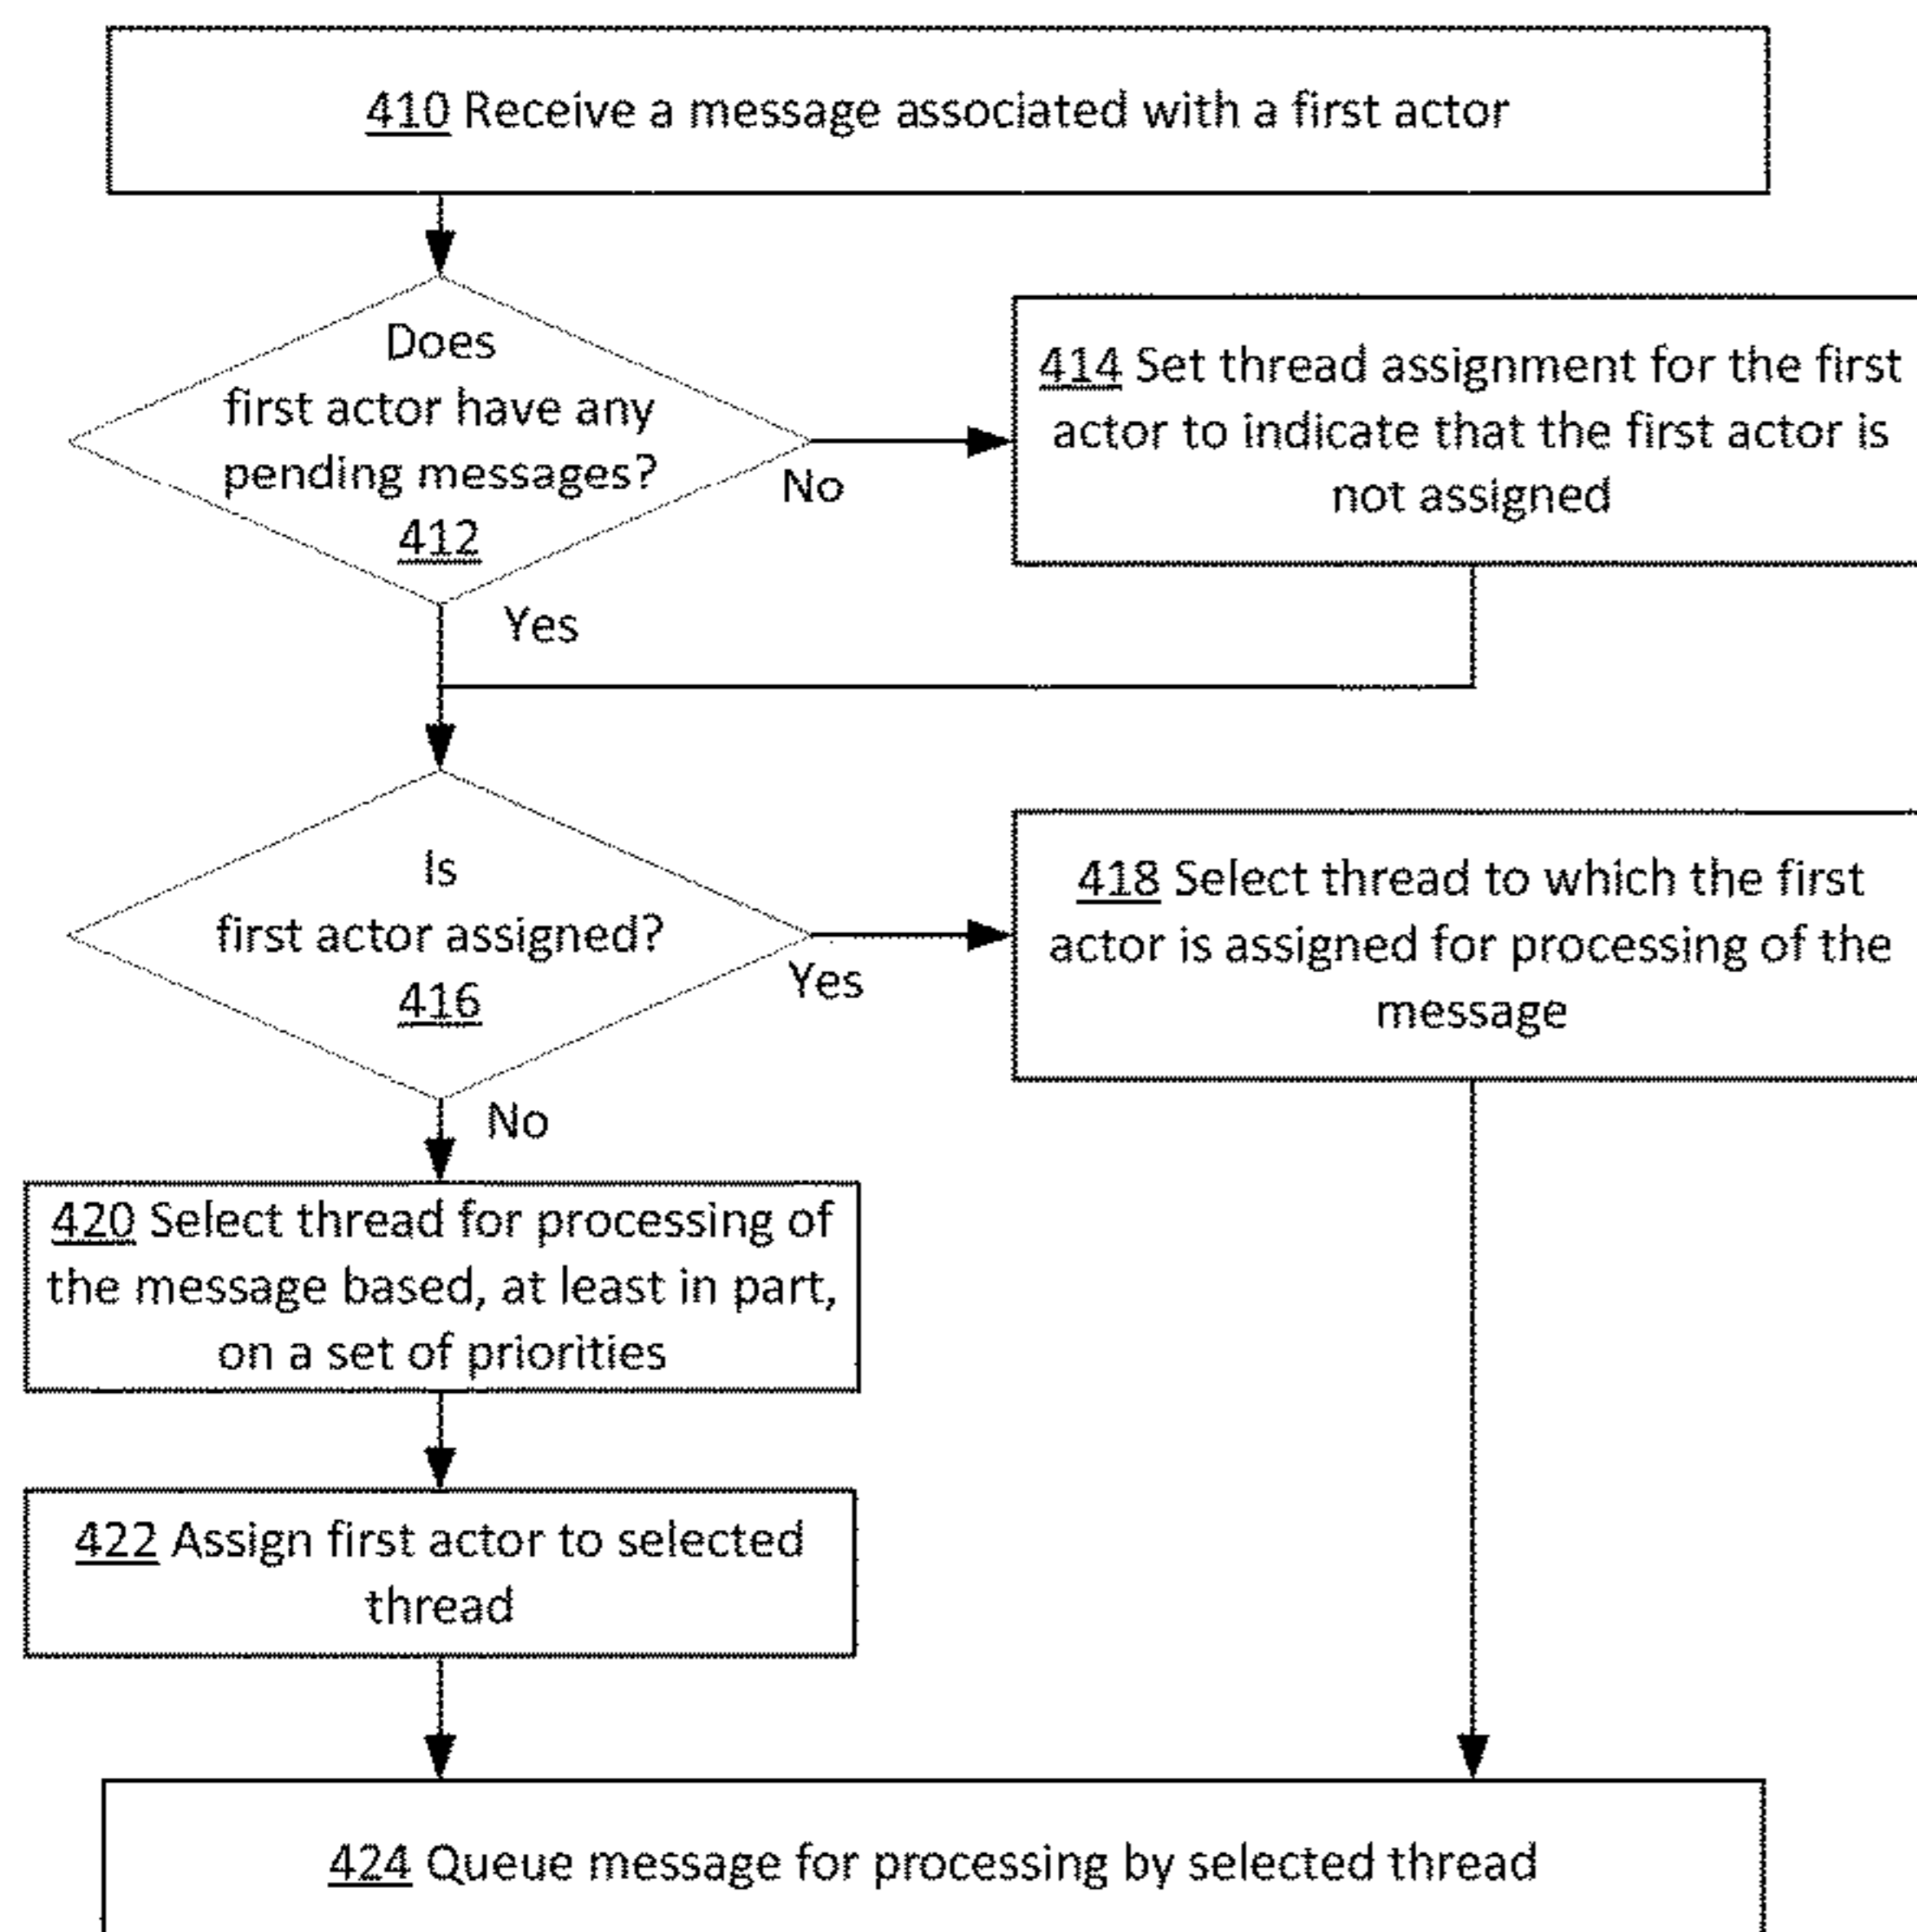 410 Receive a message associated with a first actor
Does
first actor have any
pending messages?
412
No
Yes
414 Set thread assignment for the first
actor to indicate that the first actor is
not assigned
Is
first actor assigned?
416
Yes
No
418 Select thread to which the first
actor is assigned for processing of the
message
420 Select thread for processing of
the message based, at least in part,
on a set of priorities
422 Assign first actor to selected
thread
424 Queue message for processing by selected thread